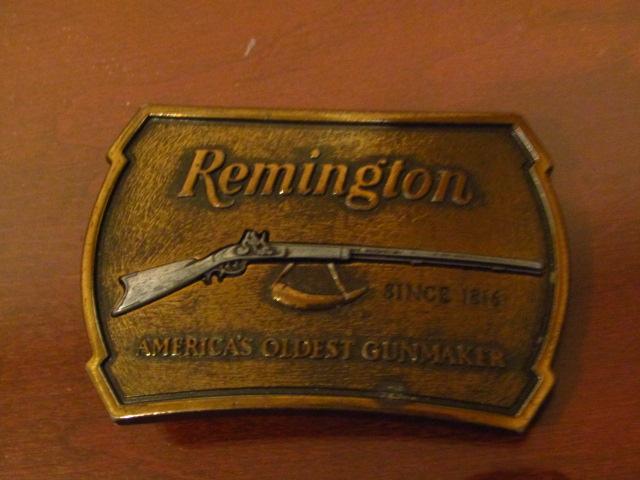 Remington
SINCE 1816
AMERICA'S OLDEST GUNMAKER